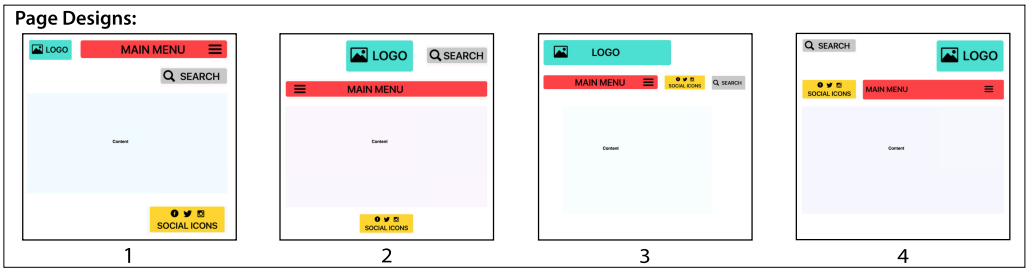 Page Designs:
LOGO
MAIN MENU
SEARCH
Content
SOCIAL ICONS
1
LOGO
SEARCH
MAIN MENU
Content
SOCIAL ICONS
2
LOGO
MAIN MENU
SOCIAL ICONS
SEARCH
Content
3
SEARCH
LOGO
SOCIAL ICONS
MAIN MENU
Content
4